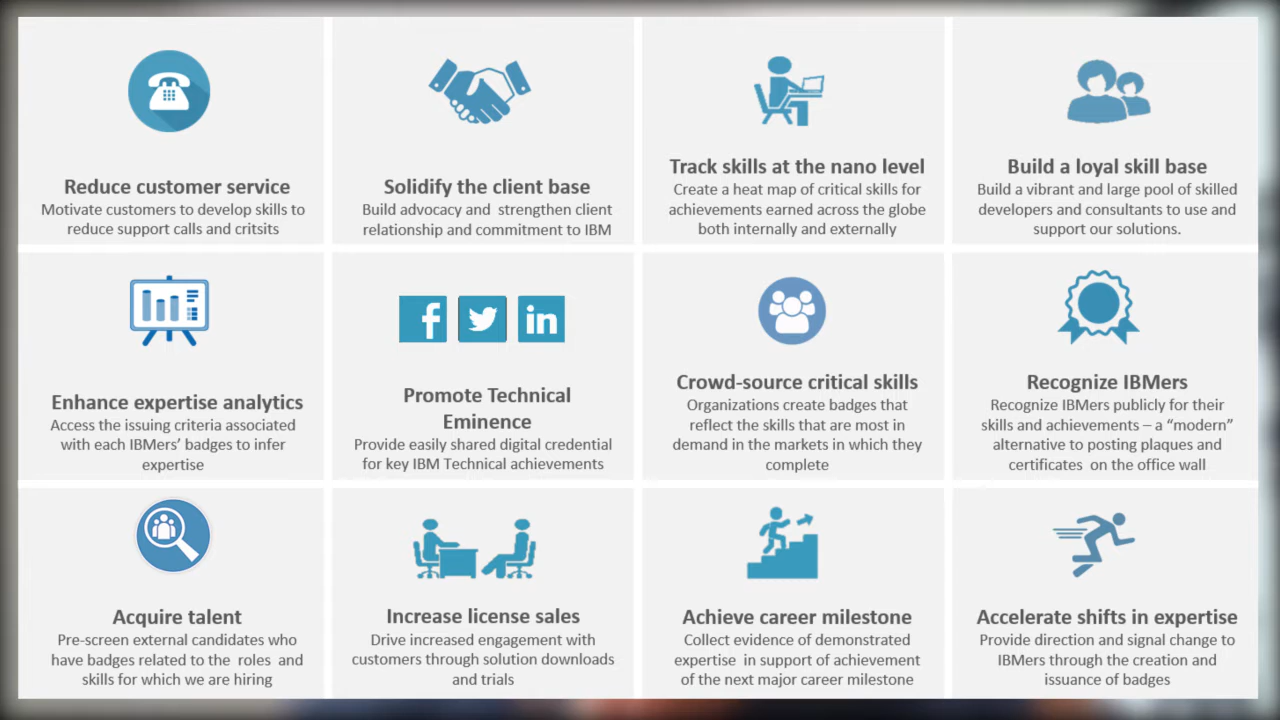 Reduce customer service
Motivate customers to develop skills to
reduce support calls and critsits
Solidify the client base
Build advocacy and strengthen client
relationship and commitment to IBM
Track skills at the nano level
Create a heat map of critical skills for
achievements earned across the globe
both internally and externally
Build a loyal skill base
Build a vibrant and large pool of skilled
developers and consultants to use and
support our solutions.
Enhance expertise analytics
Access the issuing criteria associated
with each IBMers’ badges to infer
expertise
f
in
Promote Technical
Eminence
Provide easily shared digital credential
for key IBM Technical achievements
Crowd-source critical skills
Organizations create badges that
reflect the skills that are most in
demand in the markets in which they
complete
Recognize IBMers
Recognize IBMers publicly for their
skills and achievements – a “modern”
alternative to posting plaques and
certificates on the office wall
Acquire talent
Pre-screen external candidates who
have badges related to the roles and
skills for which we are hiring
Increase license sales
Drive increased engagement with
customers through solution downloads
and trials
Achieve career milestone
Collect evidence of demonstrated
expertise in support of achievement
of the next major career milestone
Accelerate shifts in expertise
Provide direction and signal change to
IBMers through the creation and
issuance of badges